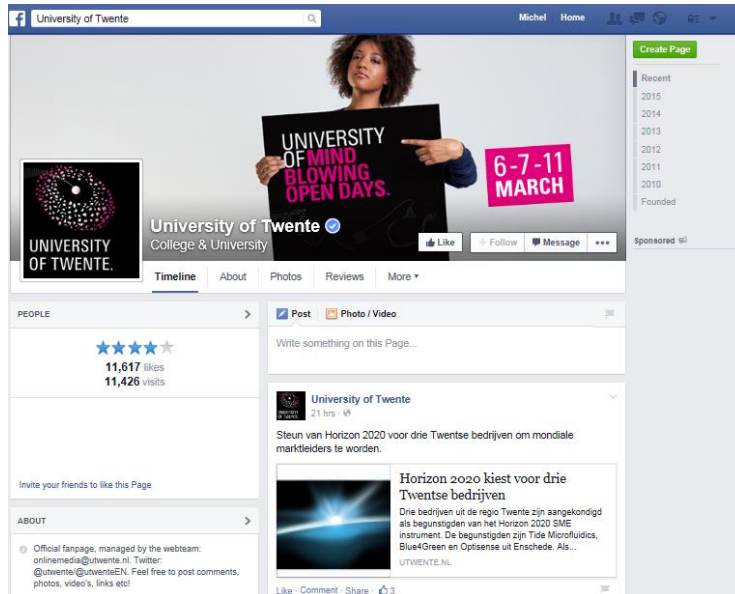 University of Twente
Michel Home
Create Page
Recent
2015
2014
2013
2012
2011
2010
Founded
Sponsored
UNIVERSITY
OF MIND
BLOWING
OPEN DAYS.
6-7-11
MARCH
UNIVERSITY
OF TWENTE.
University of Twente
College & University
Like + Follow Message •••
Timeline About Photos Reviews More
PEOPLE
11,617 likes
11,426 visits
Invite your friends to like this Page
ABOUT
Official fanpage, managed by the webteam:
onlinemedia@utwente.nl. Twitter:
@utwente/@utwenteEN. Feel free to post comments,
photos, video's, links etc!
Post Photo / Video
Write something on this Page...
University of Twente
21 hrs ·
Steun van Horizon 2020 voor drie Twentse bedrijven om mondiale
marktleiders te worden.
Horizon 2020 kiest voor drie
Twentse bedrijven
Drie bedrijven uit de regio Twente zijn aangekondigd
als begunstigden van het Horizon 2020 SME
instrument. De begunstigden zijn Tide Microfluidics,
Blue4Green en Optisense uit Enschede. Als...
UTWENTE.NL
Like · Comment · Share · 3